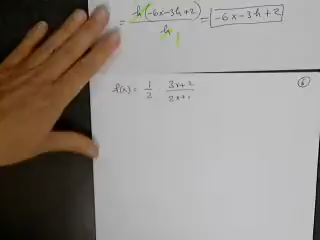 = h(-6x-3h+2) / h = -6x-3h+2
1
f(x) = 1/2 3x+2 / 2x+
6